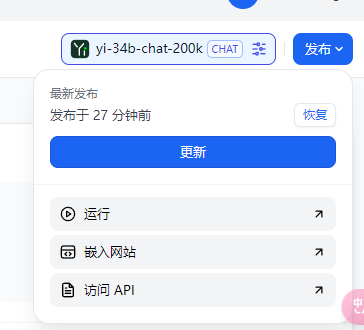 yi-34b-chat-200k CHAT 发布
最新发布
发布于 27 分钟前 恢复
更新
运行
嵌入网站
访问 API